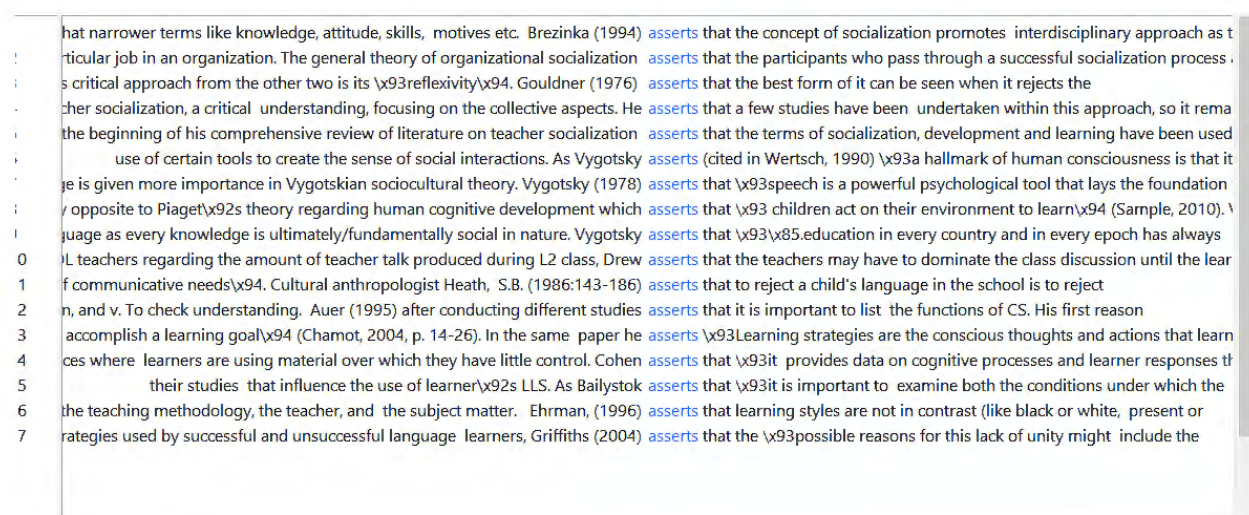 hat narrower terms like knowledge, attitude, skills, motives etc. Brezinka (1994) asserts that the concept of socialization promotes interdisciplinary approach as t
rticular job in an organization. The general theory of organizational socialization asserts that the participants who pass through a successful socialization process
s critical approach from the other two is its \x93reflexivity\x94. Gouldner (1976) asserts that the best form of it can be seen when it rejects the
cher socialization, a critical understanding, focusing on the collective aspects. He asserts that a few studies have been undertaken within this approach, so it rema
the beginning of his comprehensive review of literature on teacher socialization asserts that the terms of socialization, development and learning have been used
use of certain tools to create the sense of social interactions. As Vygotsky asserts (cited in Wertsch, 1990) \x93a hallmark of human consciousness is that it
ge is given more importance in Vygotskian sociocultural theory. Vygotsky (1978) asserts that \x93speech is a powerful psychological tool that lays the foundation
y opposite to Piaget\x92s theory regarding human cognitive development which asserts that \x93 children act on their environment to learn\x94 (Sample, 2010). \
guage as every knowledge is ultimately/fundamentally social in nature. Vygotsky asserts that \x93\x85.education in every country and in every epoch has always
0 OL teachers regarding the amount of teacher talk produced during L2 class, Drew asserts that the teachers may have to dominate the class discussion until the lear
1 f communicative needs\x94. Cultural anthropologist Heath, S.B. (1986:143-186) asserts that to reject a child's language in the school is to reject
2 n, and v. To check understanding. Auer (1995) after conducting different studies asserts that it is important to list the functions of CS. His first reason
3 accomplish a learning goal\x94 (Chamot, 2004, p. 14-26). In the same paper he asserts \x93Learning strategies are the conscious thoughts and actions that learn
4 ces where learners are using material over which they have little control. Cohen asserts that \x93it provides data on cognitive processes and learner responses th
5 their studies that influence the use of learner\x92s LLS. As Bailystok asserts that \x93it is important to examine both the conditions under which the
6 the teaching methodology, the teacher, and the subject matter. Ehrman, (1996) asserts that learning styles are not in contrast (like black or white, present or
7 rategies used by successful and unsuccessful language learners, Griffiths (2004) asserts that the \x93possible reasons for this lack of unity might include the